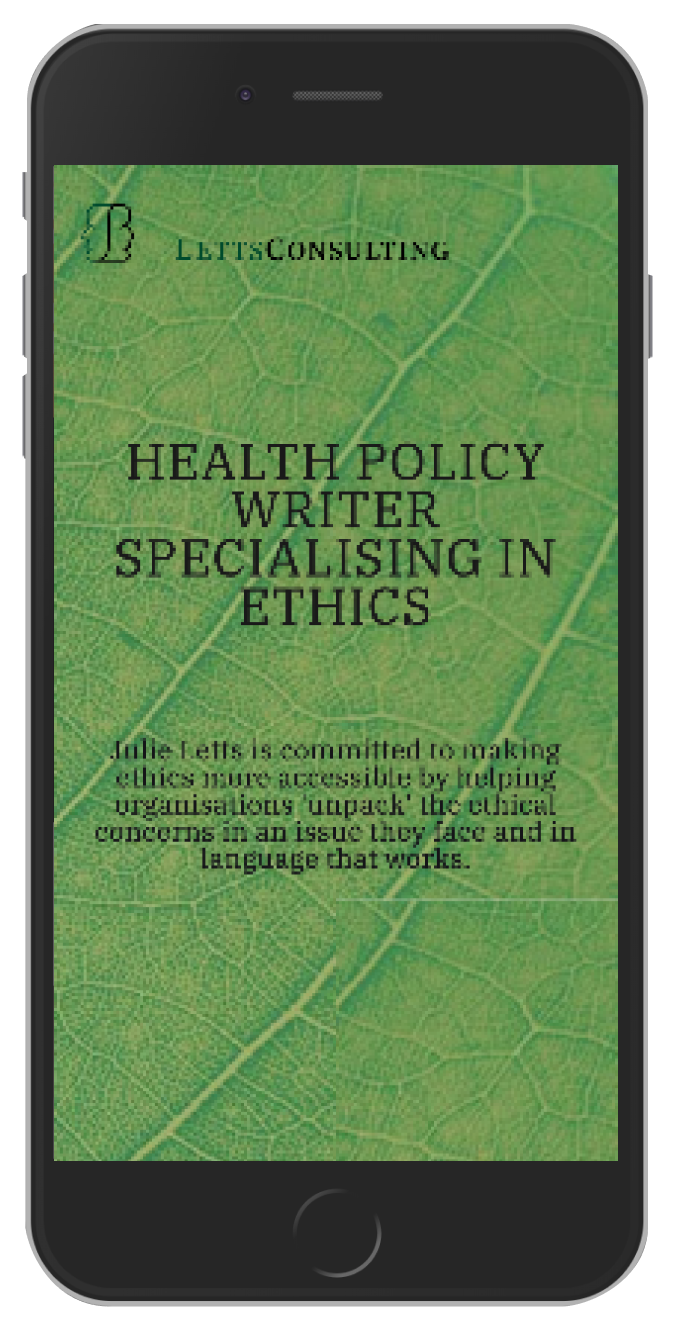 LETTSCONSULTING
HEALTH POLICY
WRITER
SPECIALISING IN
ETHICS
Julie Letts is committed to making
ethics more accessible by helping
organisations 'unpack' the ethical
concerns in an issue they face and in
language that works.